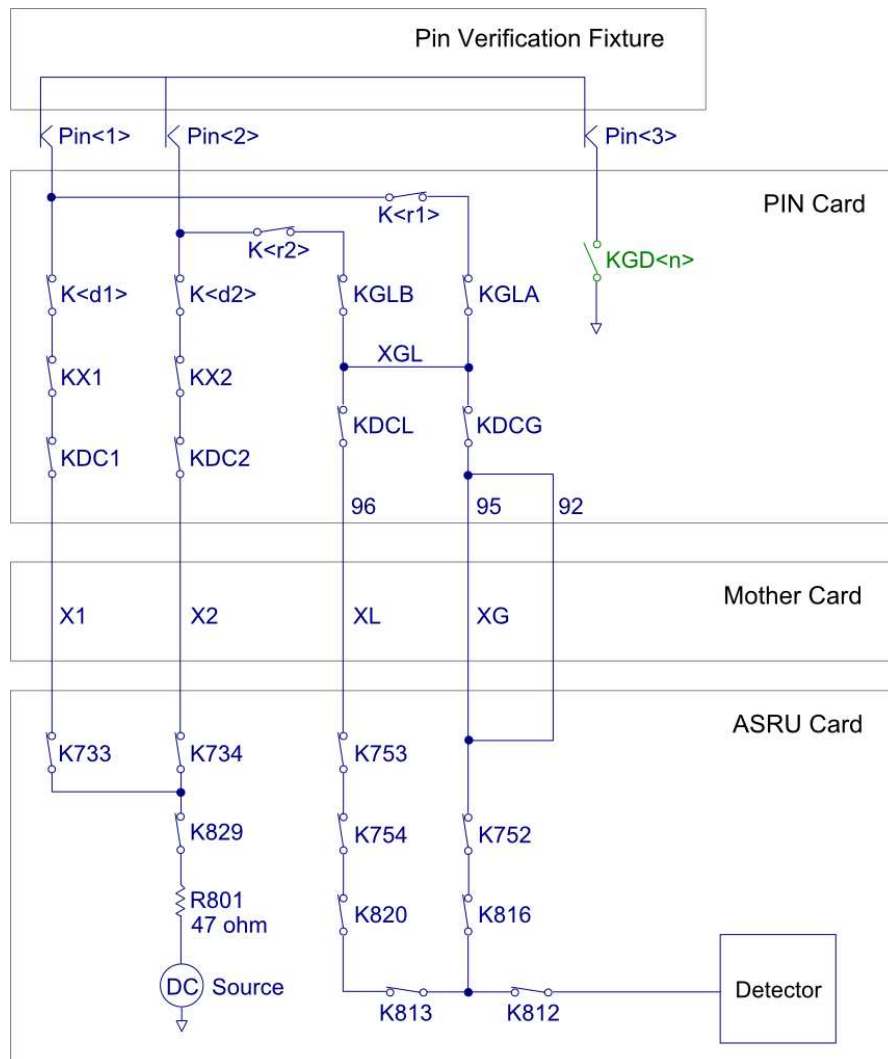 Pin Verification Fixture
Pin<1>
Pin<2>
Pin<3>
PIN Card
K<r1>
K<r2>
KGD<n>
K<d1>
K<d2>
KGLB
KGLA
XGL
KX1
KX2
KDCL
KDCG
KDC1
KDC2
96
95
92
Mother Card
X1
X2
XL
XG
ASRU Card
K733
K734
K753
K829
K754
K752
R801
47 ohm
K820
K816
DC
Source
K813
K812
Detector